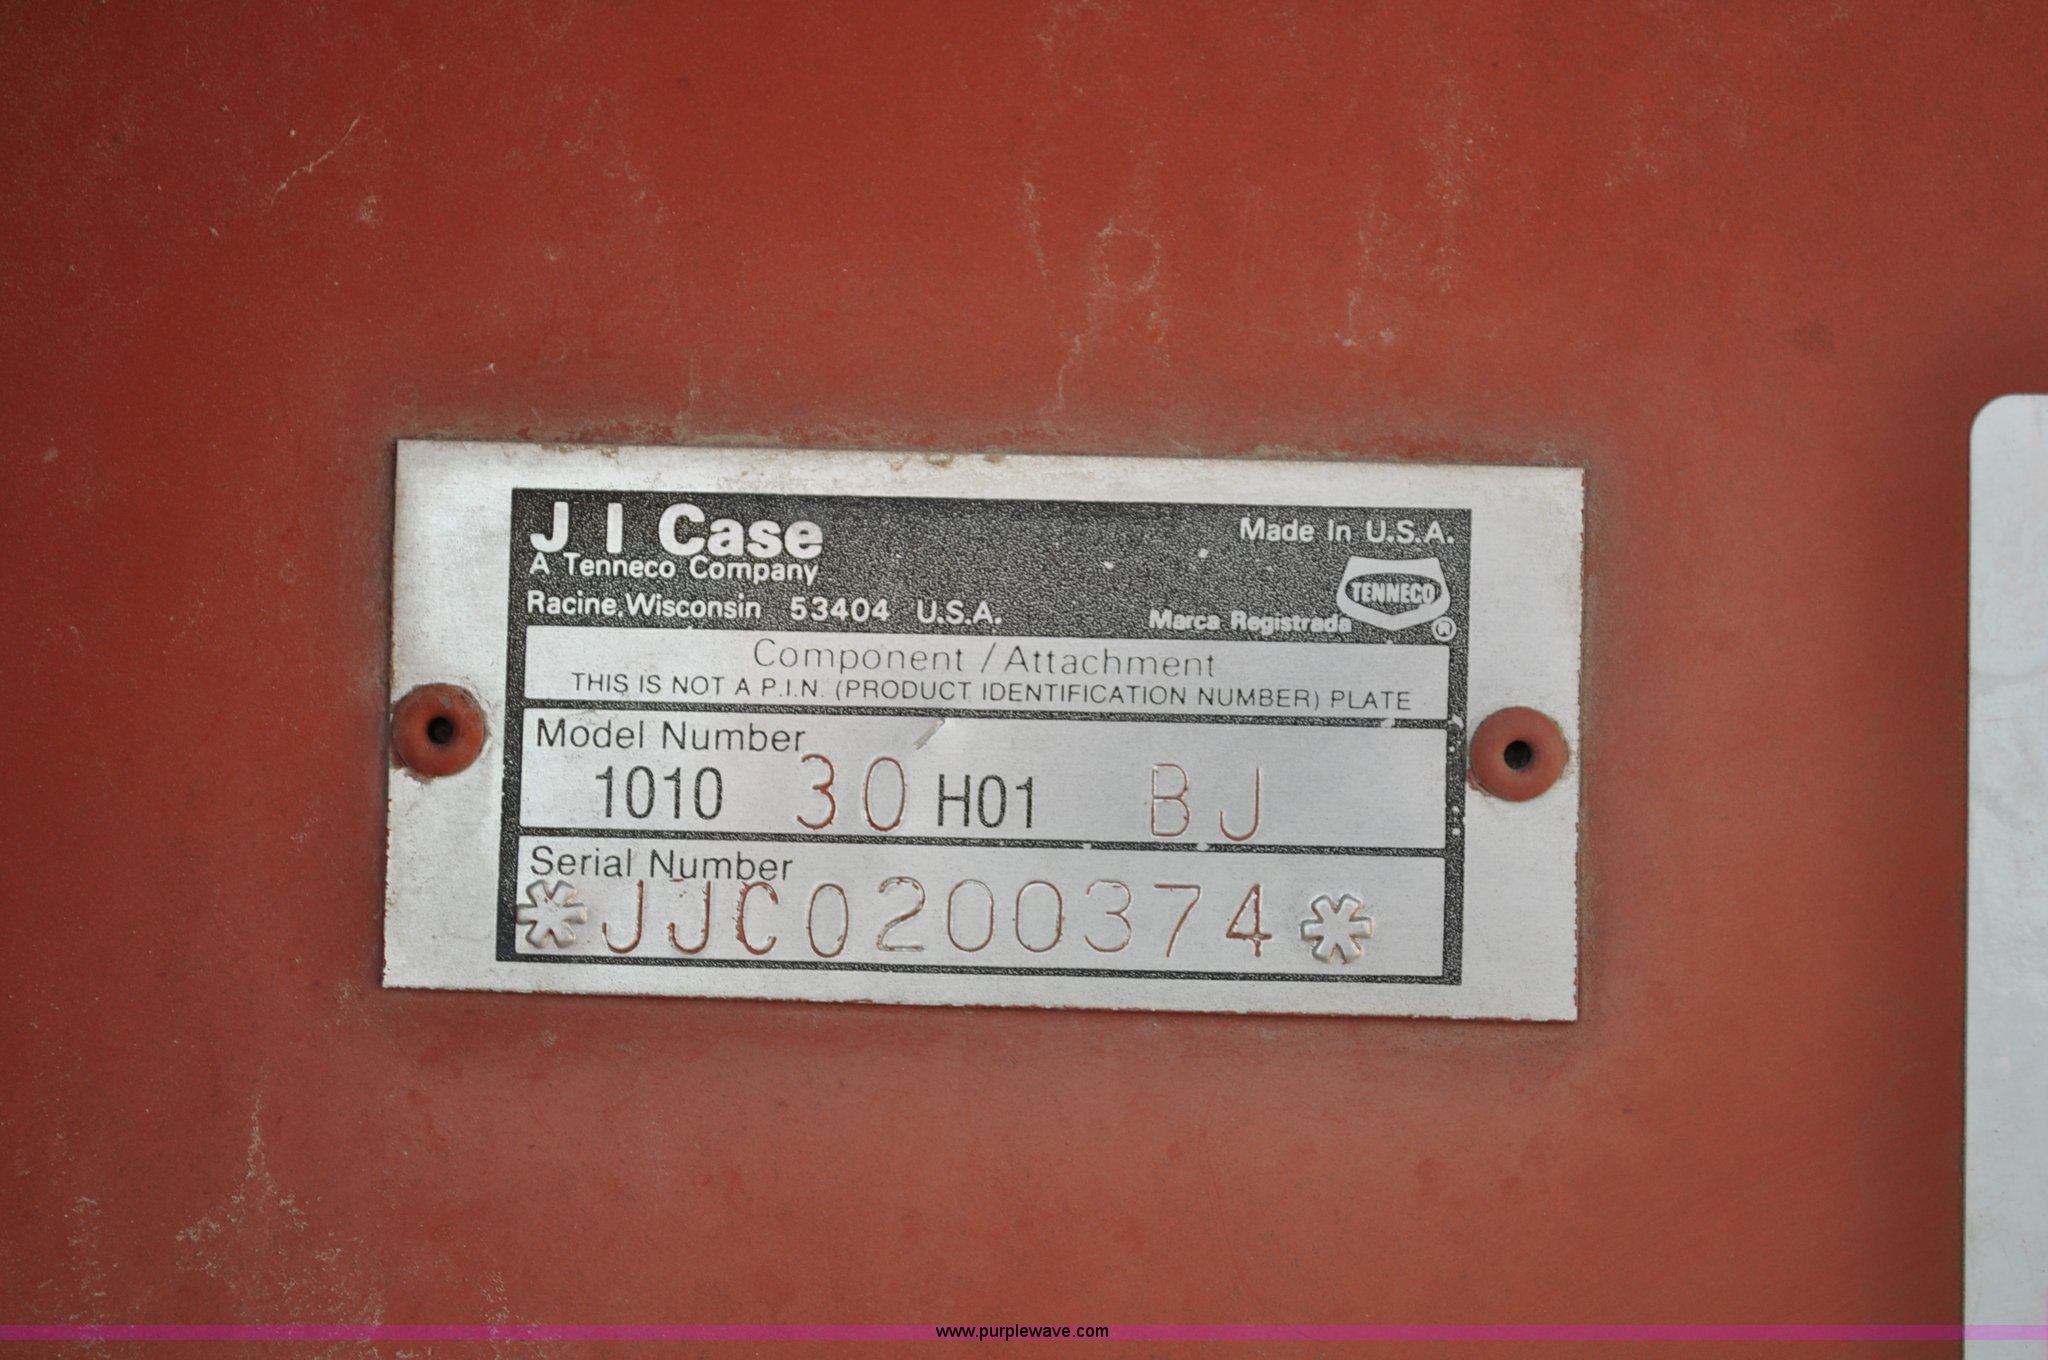 J I Case
Made In U.S.A.
A Tenneco Company
TENNECO
Racine, Wisconsin 53404 U.S.A.
Marca Registrada ®
Component / Attachment
THIS IS NOT A P.I.N. (PRODUCT IDENTIFICATION NUMBER) PLATE
Model Number
1010 30 H01 BJ
Serial Number
*JJC0200374*
www.purplewave.com